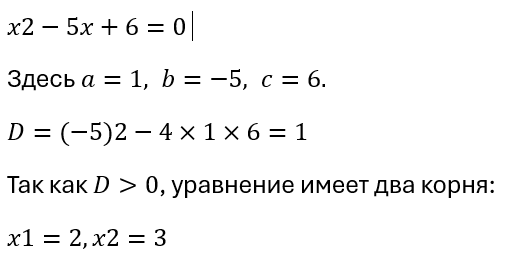 x2 − 5x + 6 = 0
Здесь a = 1, b = −5, c = 6.
D = (−5)2 − 4 × 1 × 6 = 1
Так как D > 0, уравнение имеет два корня:
x1 = 2, x2 = 3